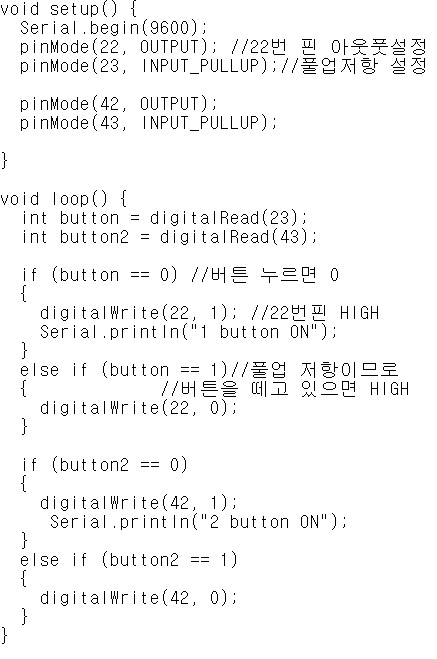 void setup() {
  Serial.begin(9600);
  pinMode(22, OUTPUT); //22번 핀 아웃풋설정
  pinMode(23, INPUT_PULLUP);//풀업저항 설정

  pinMode(42, OUTPUT);
  pinMode(43, INPUT_PULLUP);

}

void loop() {
  int button = digitalRead(23);
  int button2 = digitalRead(43);

  if (button == 0) //버튼 누르면 0
  {
    digitalWrite(22, 1); //22번핀 HIGH
    Serial.println("1 button ON");
  }
  else if (button == 1)//풀업 저항이므로
  {             //버튼을 떼고 있으면 HIGH
    digitalWrite(22, 0);
  }

  if (button2 == 0)
  {
    digitalWrite(42, 1);
     Serial.println("2 button ON");
  }
  else if (button2 == 1)
  {
    digitalWrite(42, 0);
  }
}